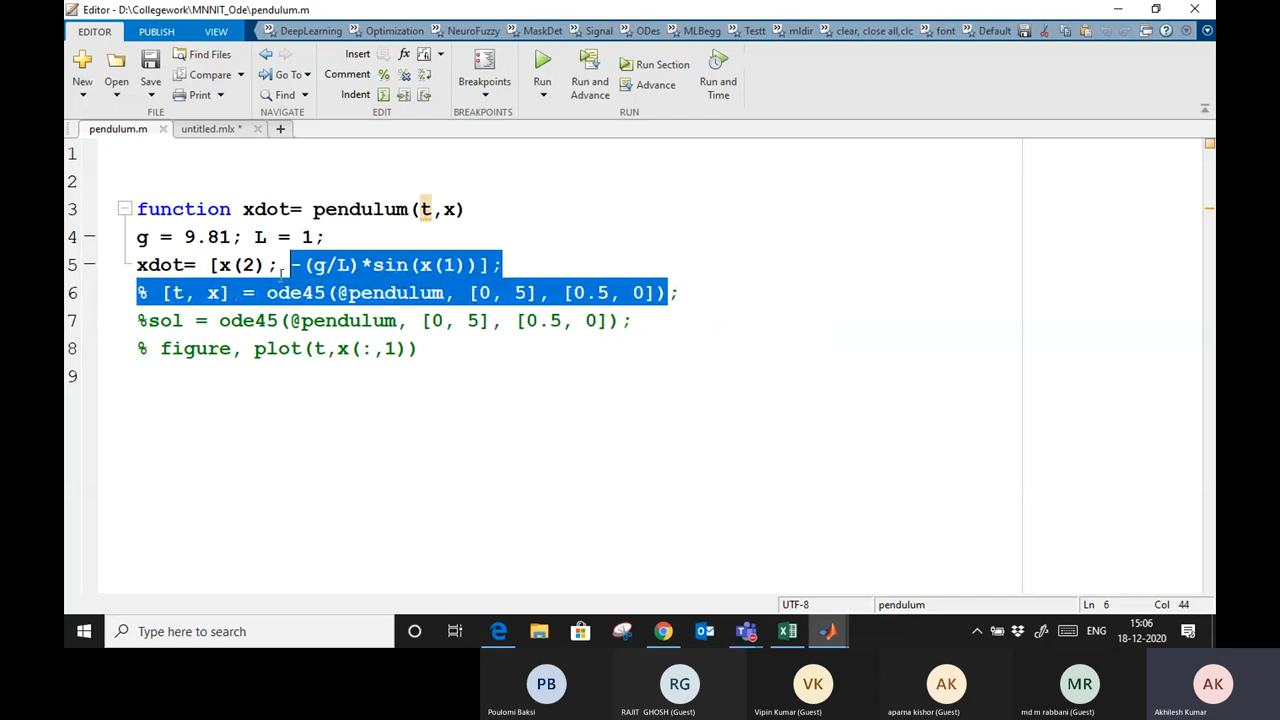 Editor - D:\Collegework\MNNIT_Ode\pendulum.m
EDITOR PUBLISH VIEW DeepLearning Optimization NeuroFuzzy MaskDet Signal ODes MLBegg Testt mldir clear, close all,clc font Default
New Open Save Find Files Compare Print Go To Find Insert Comment Indent fx Breakpoints Run Run and Advance Run Section Advance Run and Time
FILE NAVIGATE EDIT BREAKPOINTS RUN
pendulum.m untitled.mlx *
1
2
3 function xdot= pendulum(t,x)
4 g = 9.81; L = 1;
5 xdot= [x(2); -(g/L)*sin(x(1))];
6 % [t, x] = ode45(@pendulum, [0, 5], [0.5, 0]);
7 %sol = ode45(@pendulum, [0, 5], [0.5, 0]);
8 % figure, plot(t,x(:,1))
9
UTF-8 pendulum Ln 6 Col 44
Type here to search ENG 15:06
18-12-2020
PB RG VK AK MR AK
Poulomi Baksi RAJIT GHOSH (Guest) Vipin Kumar (Guest) aparna kishor (Guest) md m rabbani (Guest) Akhilesh Kumar